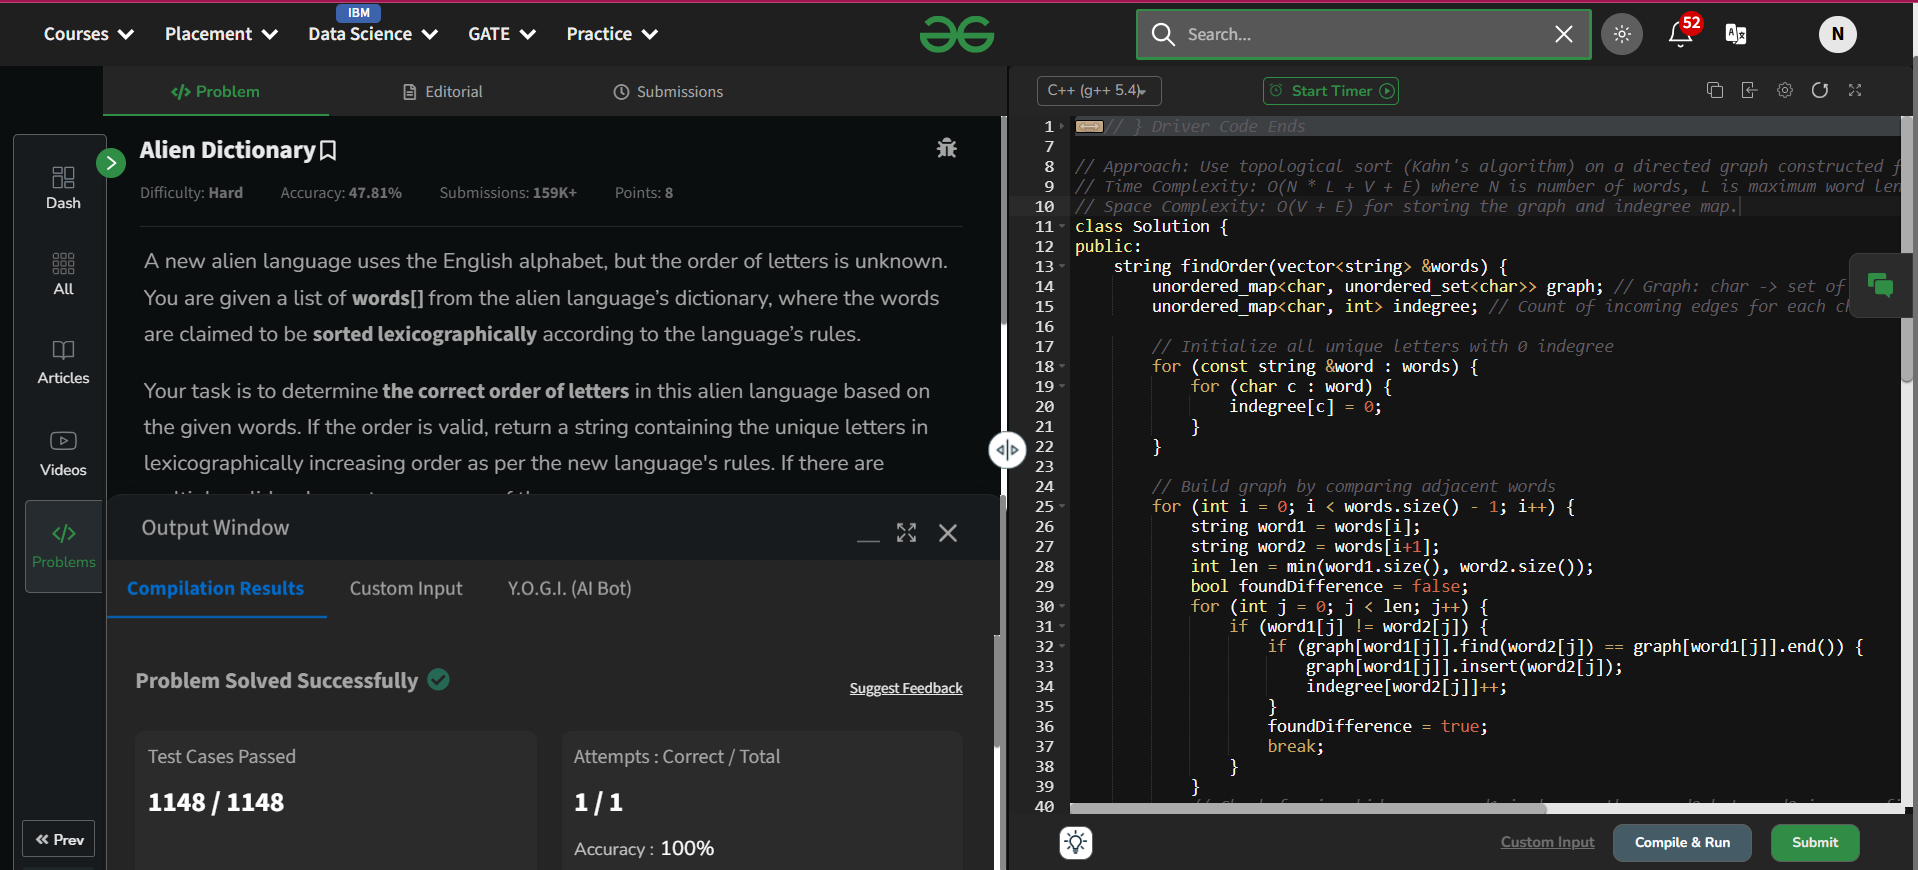 IBM
Courses Placement Data Science GATE Practice
Search...
52
N
Problem Editorial Submissions
C++ (g++ 5.4) Start Timer
Dash
All
Articles
Videos
Problems
Prev
Alien Dictionary
Difficulty: Hard Accuracy: 47.81% Submissions: 159K+ Points: 8
A new alien language uses the English alphabet, but the order of letters is unknown.
You are given a list of words[] from the alien language’s dictionary, where the words
are claimed to be sorted lexicographically according to the language’s rules.
Your task is to determine the correct order of letters in this alien language based on
the given words. If the order is valid, return a string containing the unique letters in
lexicographically increasing order as per the new language's rules. If there are
Output Window
Compilation Results Custom Input Y.O.G.I. (AI Bot)
Problem Solved Successfully
Suggest Feedback
Test Cases Passed
1148 / 1148
Attempts : Correct / Total
1 / 1
Accuracy : 100%
1 // } Driver Code Ends
7
8 // Approach: Use topological sort (Kahn's algorithm) on a directed graph constructed f
9 // Time Complexity: O(N * L + V + E) where N is number of words, L is maximum word len
10 // Space Complexity: O(V + E) for storing the graph and indegree map.
11 class Solution {
12 public:
13 string findOrder(vector<string> &words) {
14 unordered_map<char, unordered_set<char>> graph; // Graph: char -> set of
15 unordered_map<char, int> indegree; // Count of incoming edges for each
16
17 // Initialize all unique letters with 0 indegree
18 for (const string &word : words) {
19 for (char c : word) {
20 indegree[c] = 0;
21 }
22 }
23
24 // Build graph by comparing adjacent words
25 for (int i = 0; i < words.size() - 1; i++) {
26 string word1 = words[i];
27 string word2 = words[i+1];
28 int len = min(word1.size(), word2.size());
29 bool foundDifference = false;
30 for (int j = 0; j < len; j++) {
31 if (word1[j] != word2[j]) {
32 if (graph[word1[j]].find(word2[j]) == graph[word1[j]].end()) {
33 graph[word1[j]].insert(word2[j]);
34 indegree[word2[j]]++;
35 }
36 foundDifference = true;
37 break;
38 }
39 }
40
Custom Input Compile & Run Submit